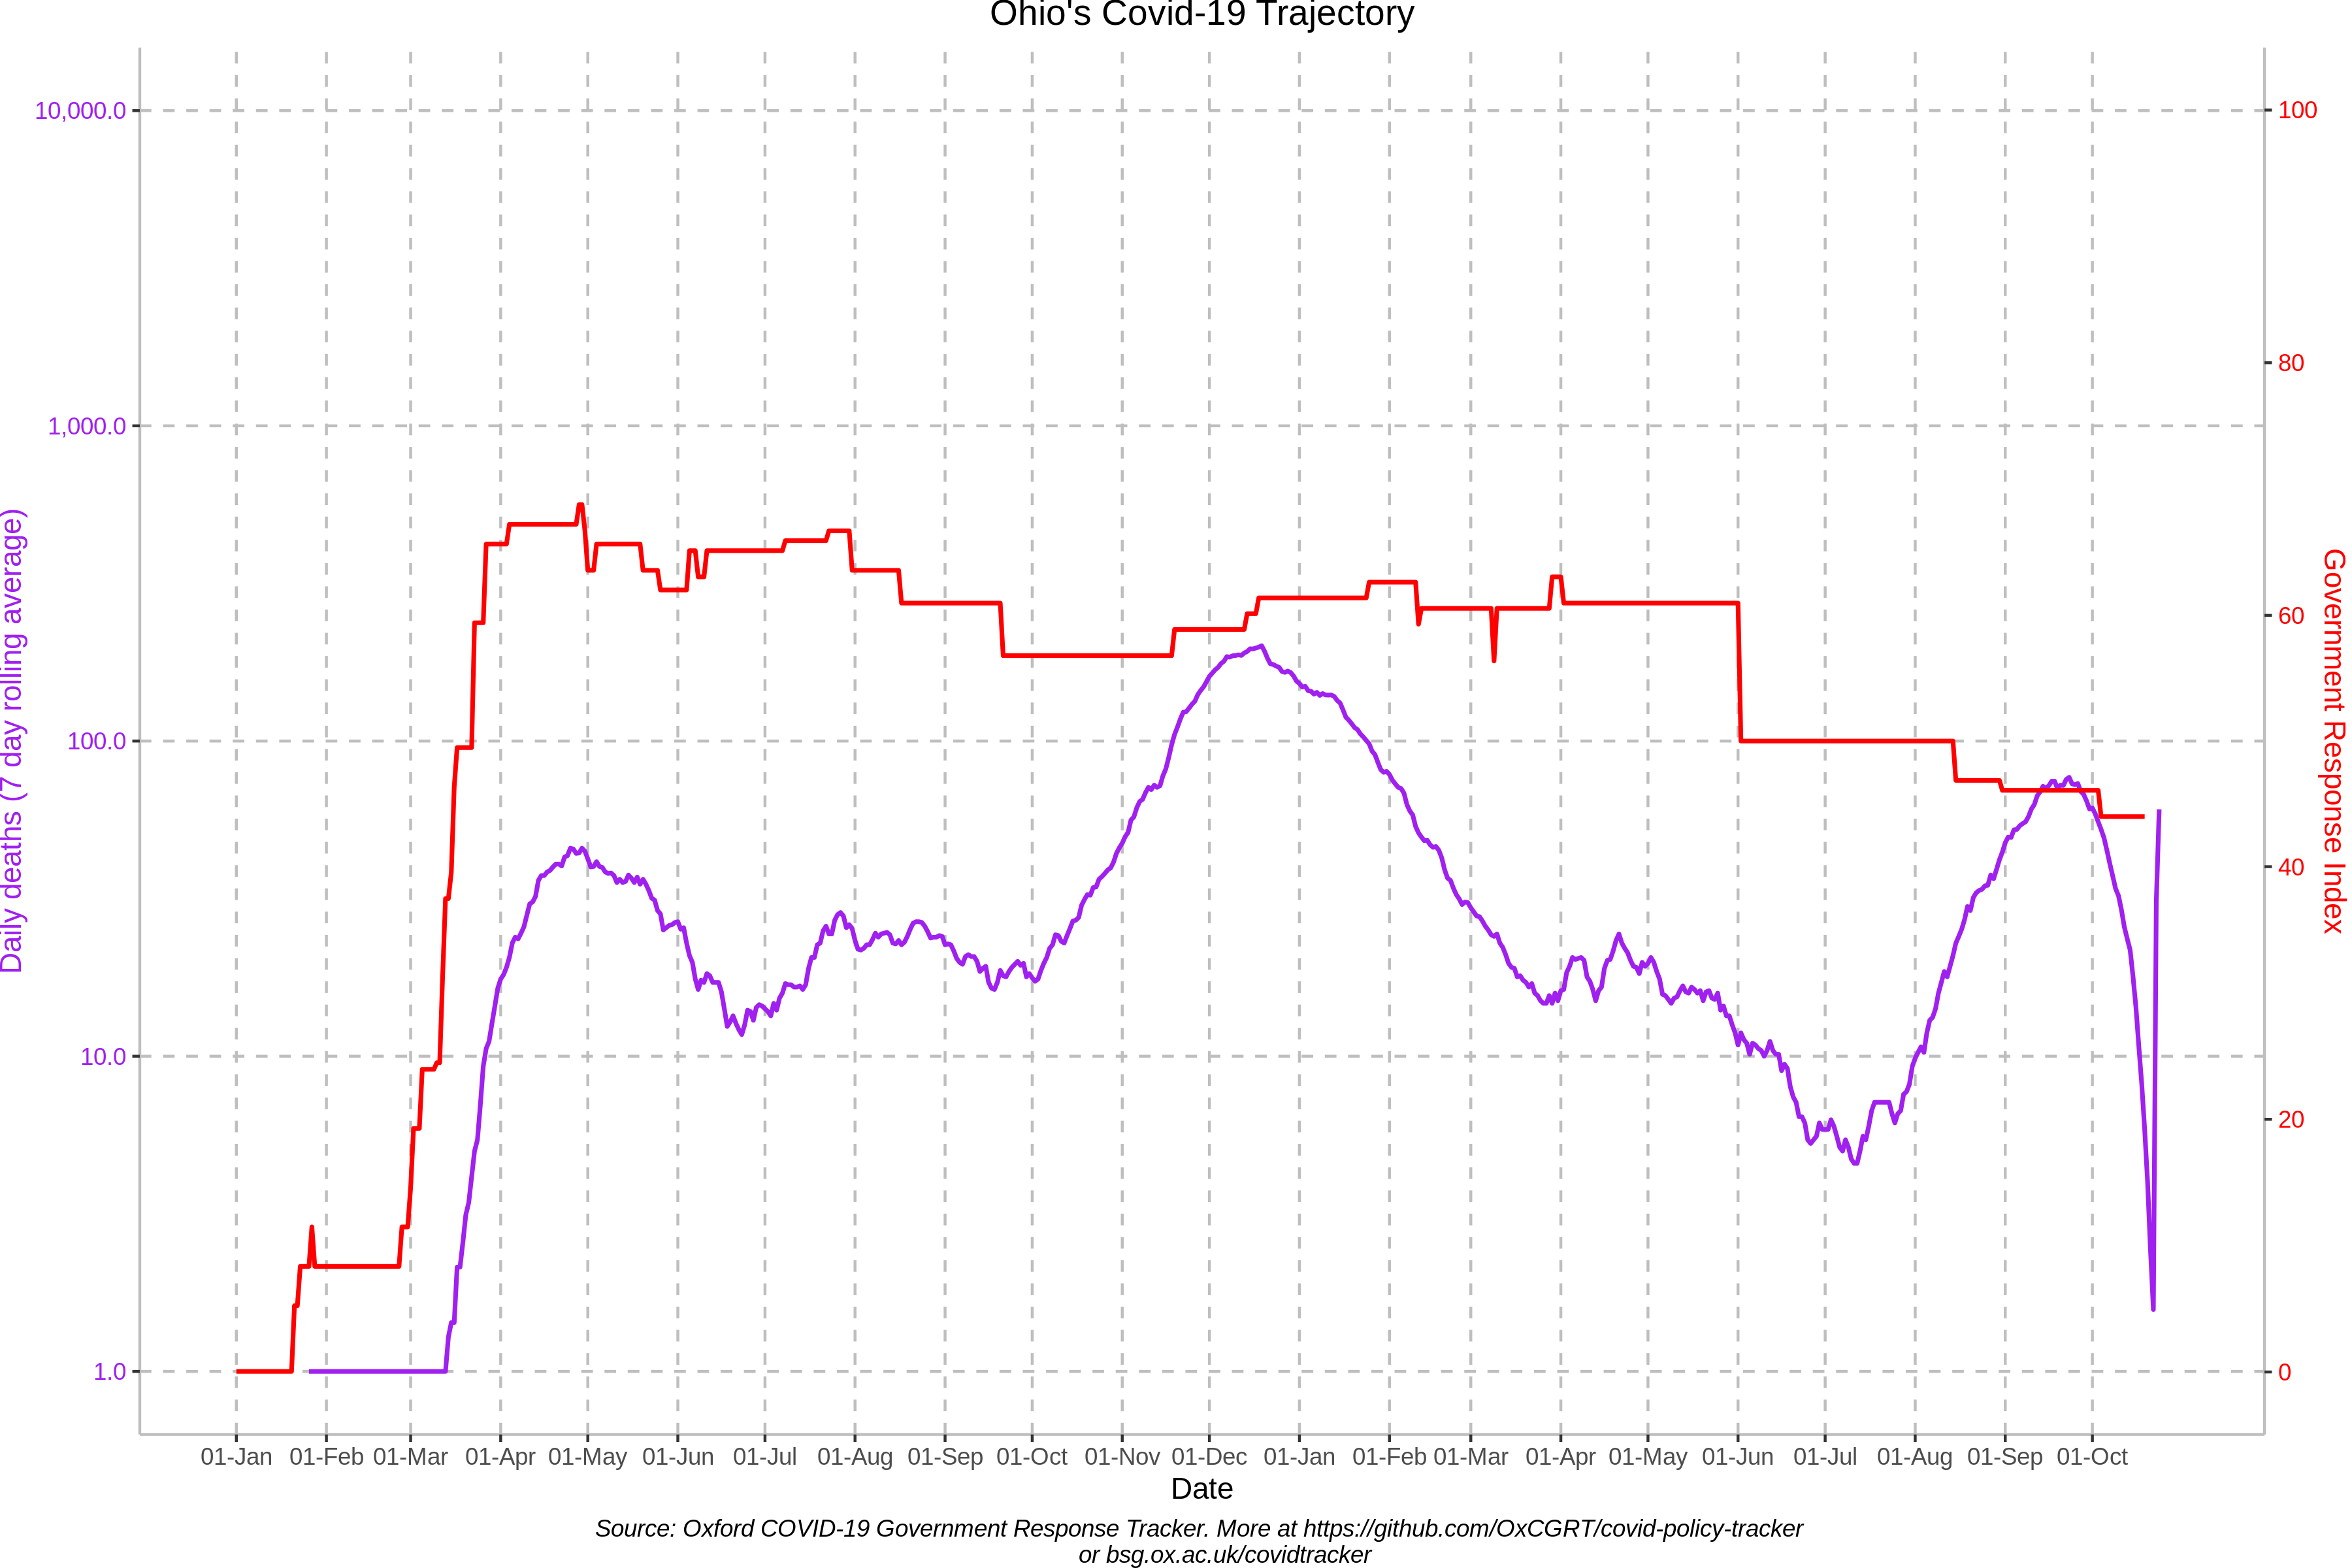 Ohio's Covid-19 Trajectory
10,000.0
1,000.0
100.0
10.0
1.0
Daily deaths (7 day rolling average)
100
80
60
40
20
0
Government Response Index
01-Jan 01-Feb 01-Mar 01-Apr 01-May 01-Jun 01-Jul 01-Aug 01-Sep 01-Oct 01-Nov 01-Dec 01-Jan 01-Feb 01-Mar 01-Apr 01-May 01-Jun 01-Jul 01-Aug 01-Sep 01-Oct
Date
Source: Oxford COVID-19 Government Response Tracker. More at https://github.com/OxCGRT/covid-policy-tracker
or bsg.ox.ac.uk/covidtracker